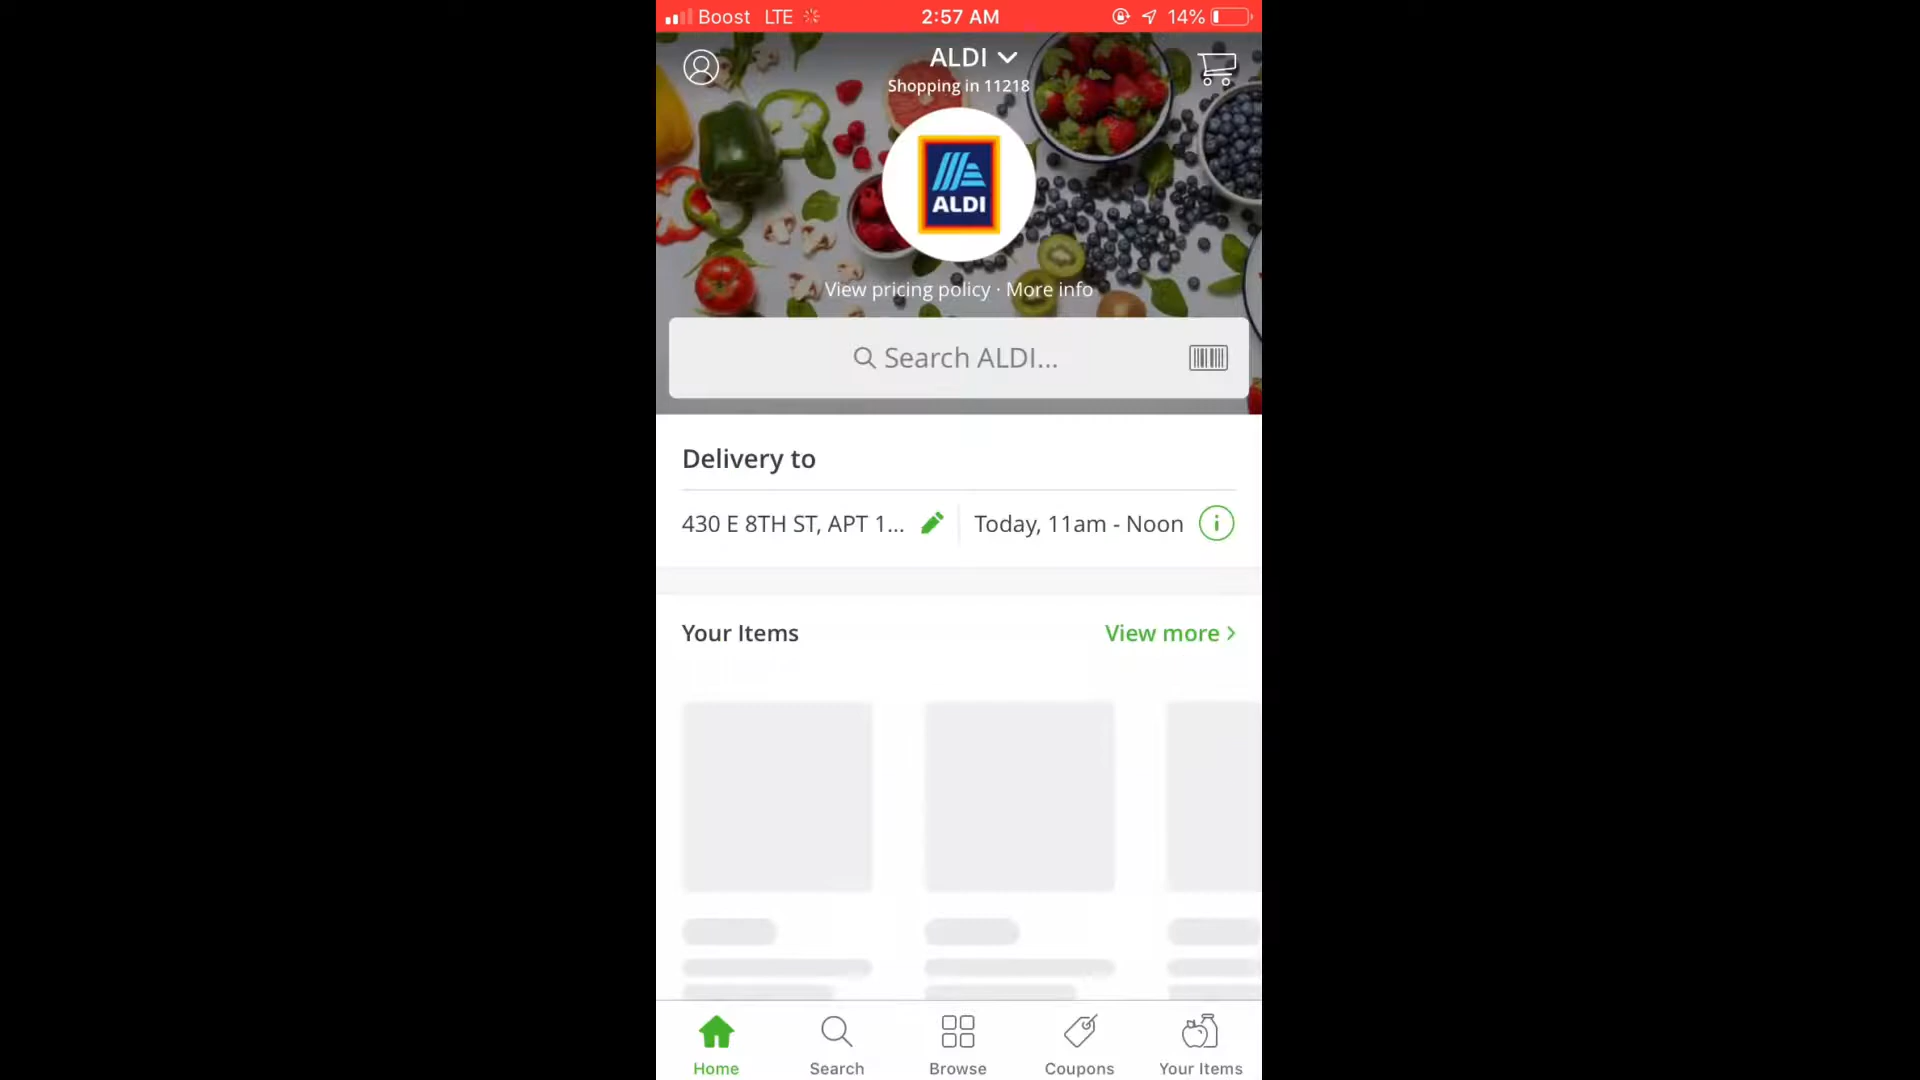 Boost LTE 2:57 AM 14%
ALDI
Shopping in 11218
ALDI
View pricing policy · More info
Search ALDI...
Delivery to
430 E 8TH ST, APT 1... Today, 11am - Noon
Your Items View more
Home Search Browse Coupons Your Items